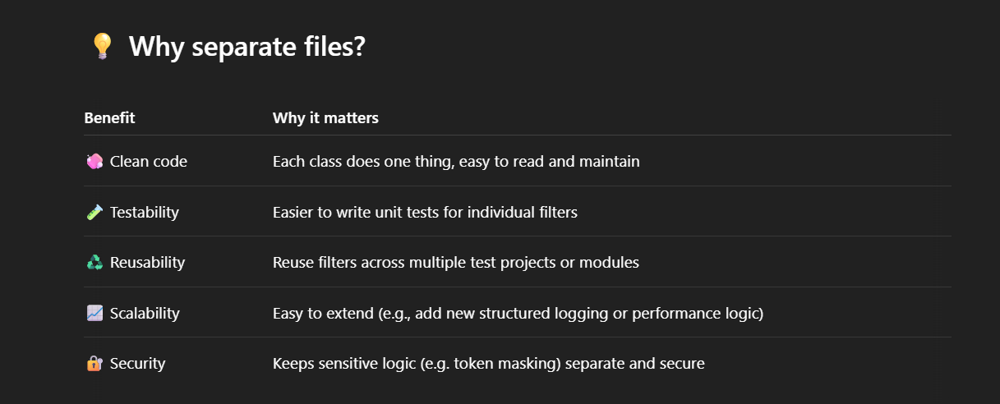 💡 Why separate files?
Benefit Why it matters
🧼 Clean code Each class does one thing, easy to read and maintain
🧪 Testability Easier to write unit tests for individual filters
♻️ Reusability Reuse filters across multiple test projects or modules
📈 Scalability Easy to extend (e.g., add new structured logging or performance logic)
🔐 Security Keeps sensitive logic (e.g. token masking) separate and secure